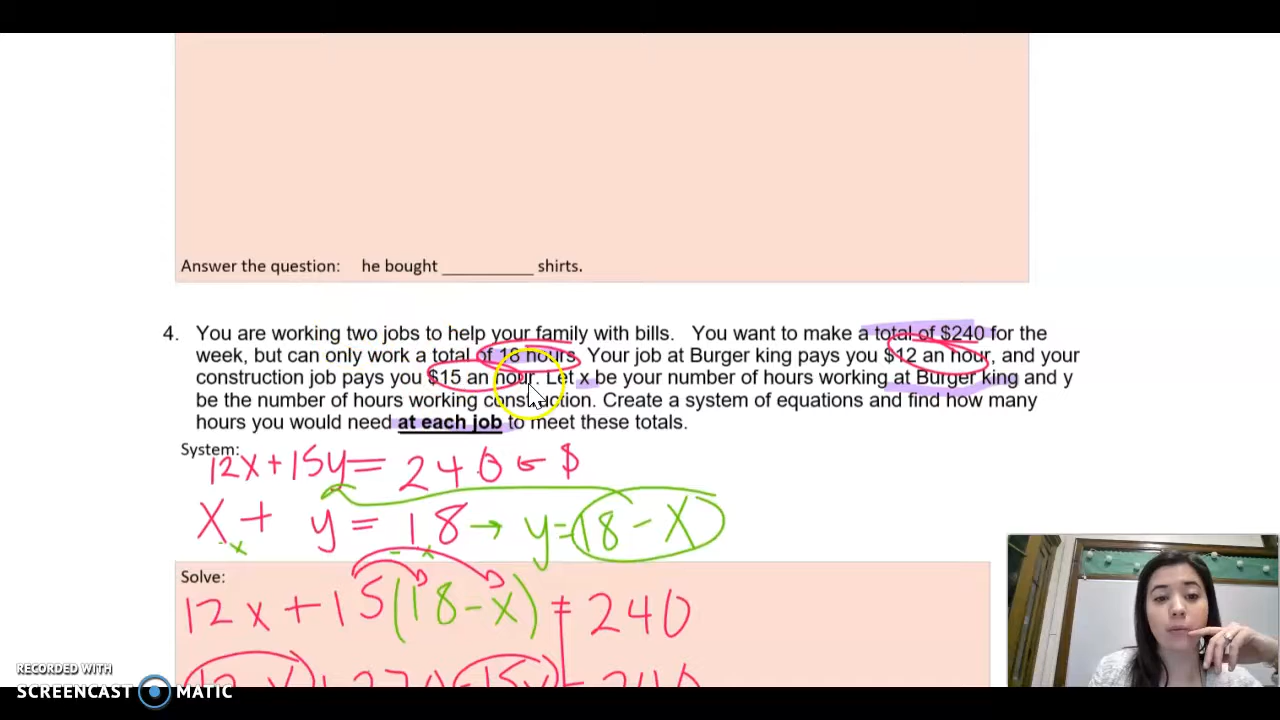 Answer the question: he bought __________ shirts.
4. You are working two jobs to help your family with bills. You want to make a total of $240 for the
week, but can only work a total of 18 hours. Your job at Burger king pays you $12 an hour, and your
construction job pays you $15 an hour. Let x be your number of hours working at Burger king and y
be the number of hours working construction. Create a system of equations and find how many
hours you would need at each job to meet these totals.
System:
12x+15y=240←$
x+ y=18→ y=18-x
-x -x
Solve:
12x+15(18-x)=240
12x+270-15x=240
RECORDED WITH
SCREENCAST MATIC